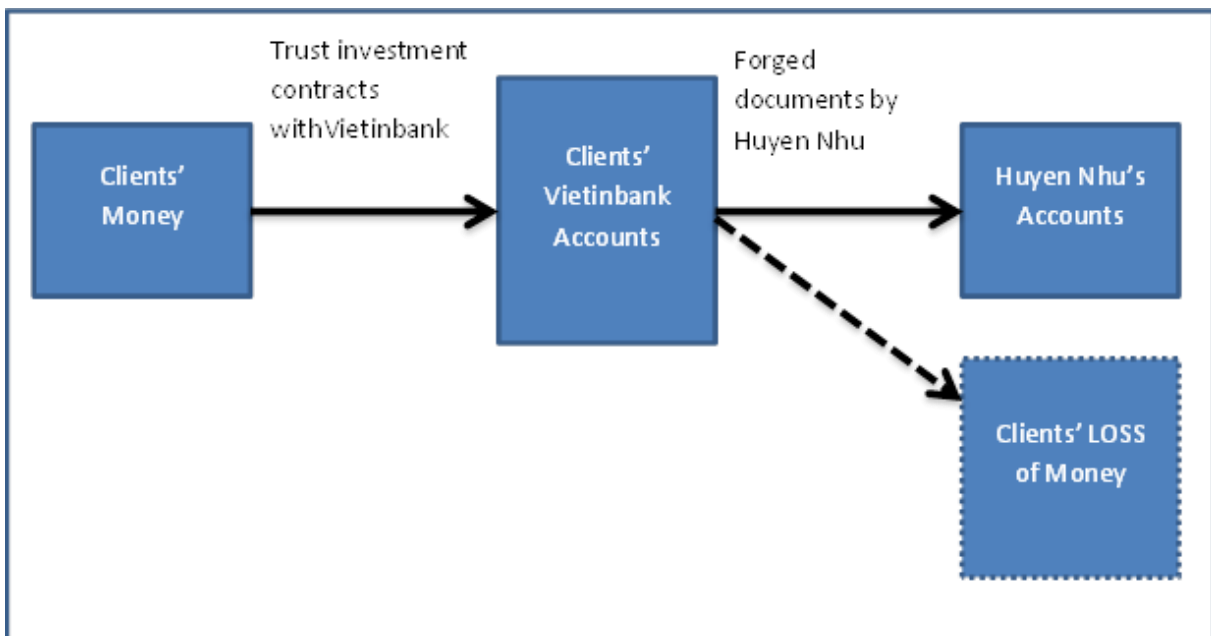 Trust investment
contracts
withVietinbank
Forged
documents by
Huyen Nhu
Clients'
Money
Clients'
Vietinbank
Accounts
Huyen Nhu's
Accounts
Clients' LOSS
of Money